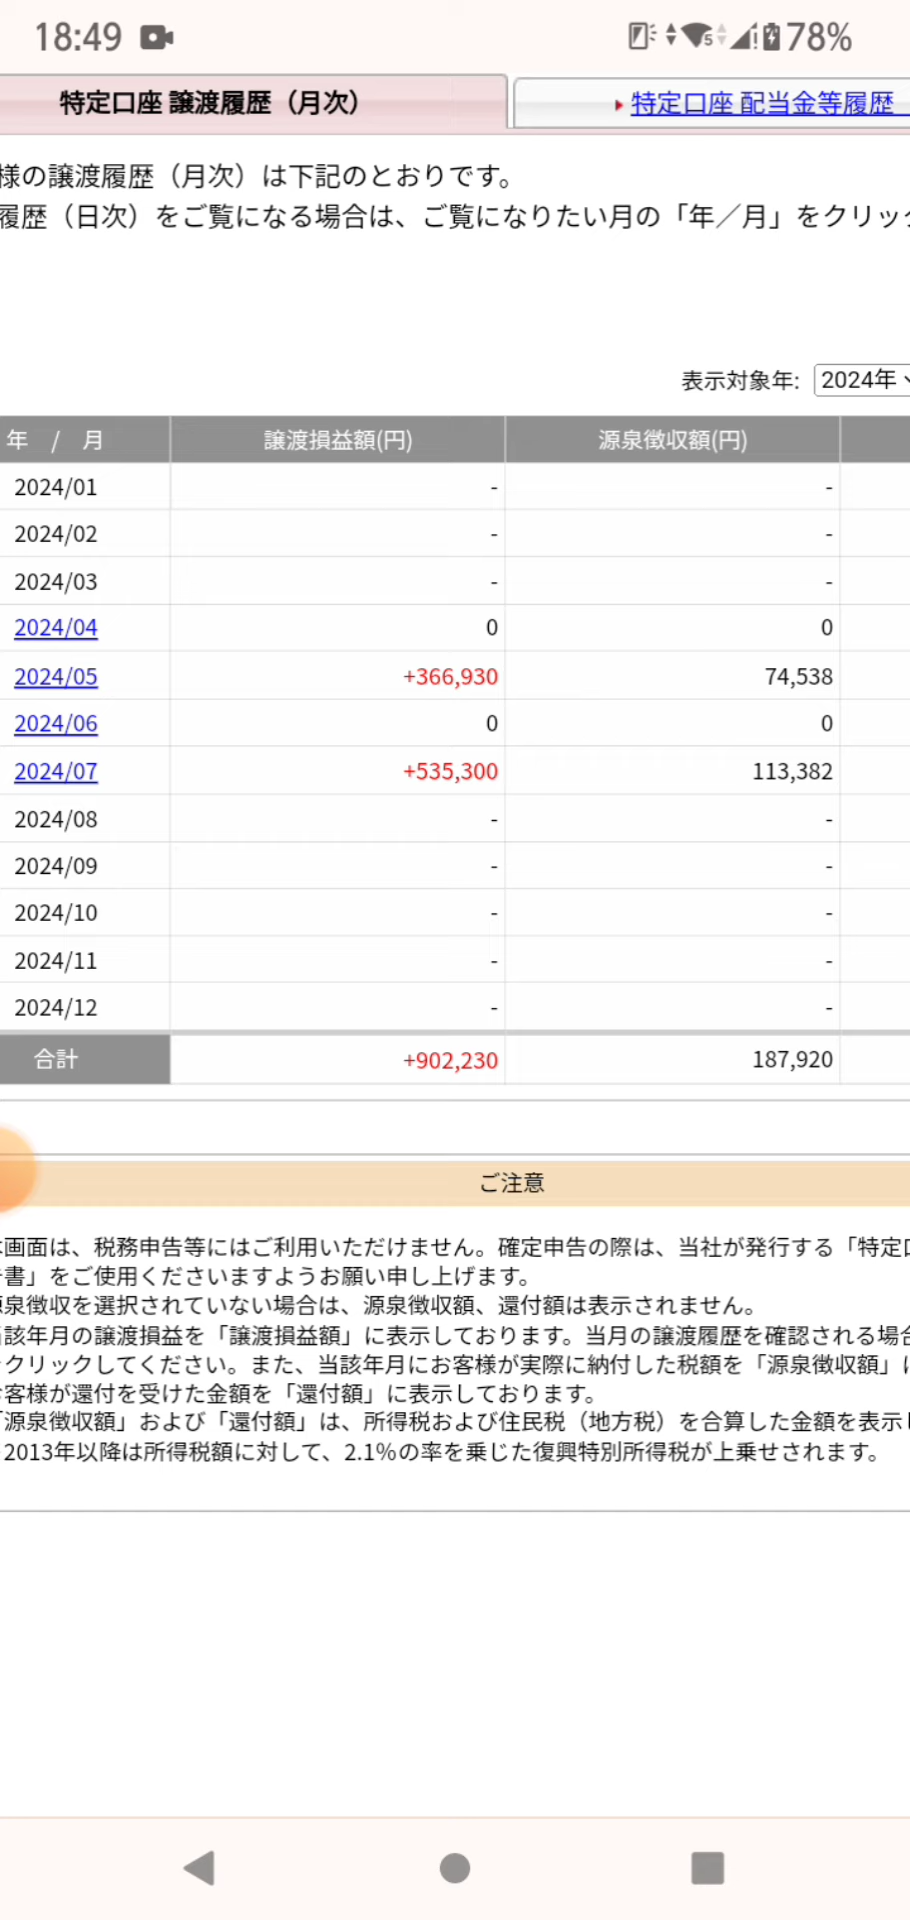 18:49 78%
特定口座 譲渡履歴（月次） 特定口座 配当金等履歴
様の譲渡履歴（月次）は下記のとおりです。
履歴（日次）をご覧になる場合は、ご覧になりたい月の「年／月」をクリック
表示対象年: 2024年
年 / 月 譲渡損益額(円) 源泉徴収額(円)
2024/01 - -
2024/02 - -
2024/03 - -
2024/04 0 0
2024/05 +366,930 74,538
2024/06 0 0
2024/07 +535,300 113,382
2024/08 - -
2024/09 - -
2024/10 - -
2024/11 - -
2024/12 - -
合計 +902,230 187,920
ご注意
画面は、税務申告等にはご利用いただけません。確定申告の際は、当社が発行する「特定口
書」をご使用くださいますようお願い申し上げます。
泉徴収を選択されていない場合は、源泉徴収額、還付額は表示されません。
該年月の譲渡損益を「譲渡損益額」に表示しております。当月の譲渡履歴を確認される場合
クリックしてください。また、当該年月にお客様が実際に納付した税額を「源泉徴収額」に
客様が還付を受けた金額を「還付額」に表示しております。
「源泉徴収額」および「還付額」は、所得税および住民税（地方税）を合算した金額を表示し
2013年以降は所得税額に対して、2.1%の率を乗じた復興特別所得税が上乗せされます。